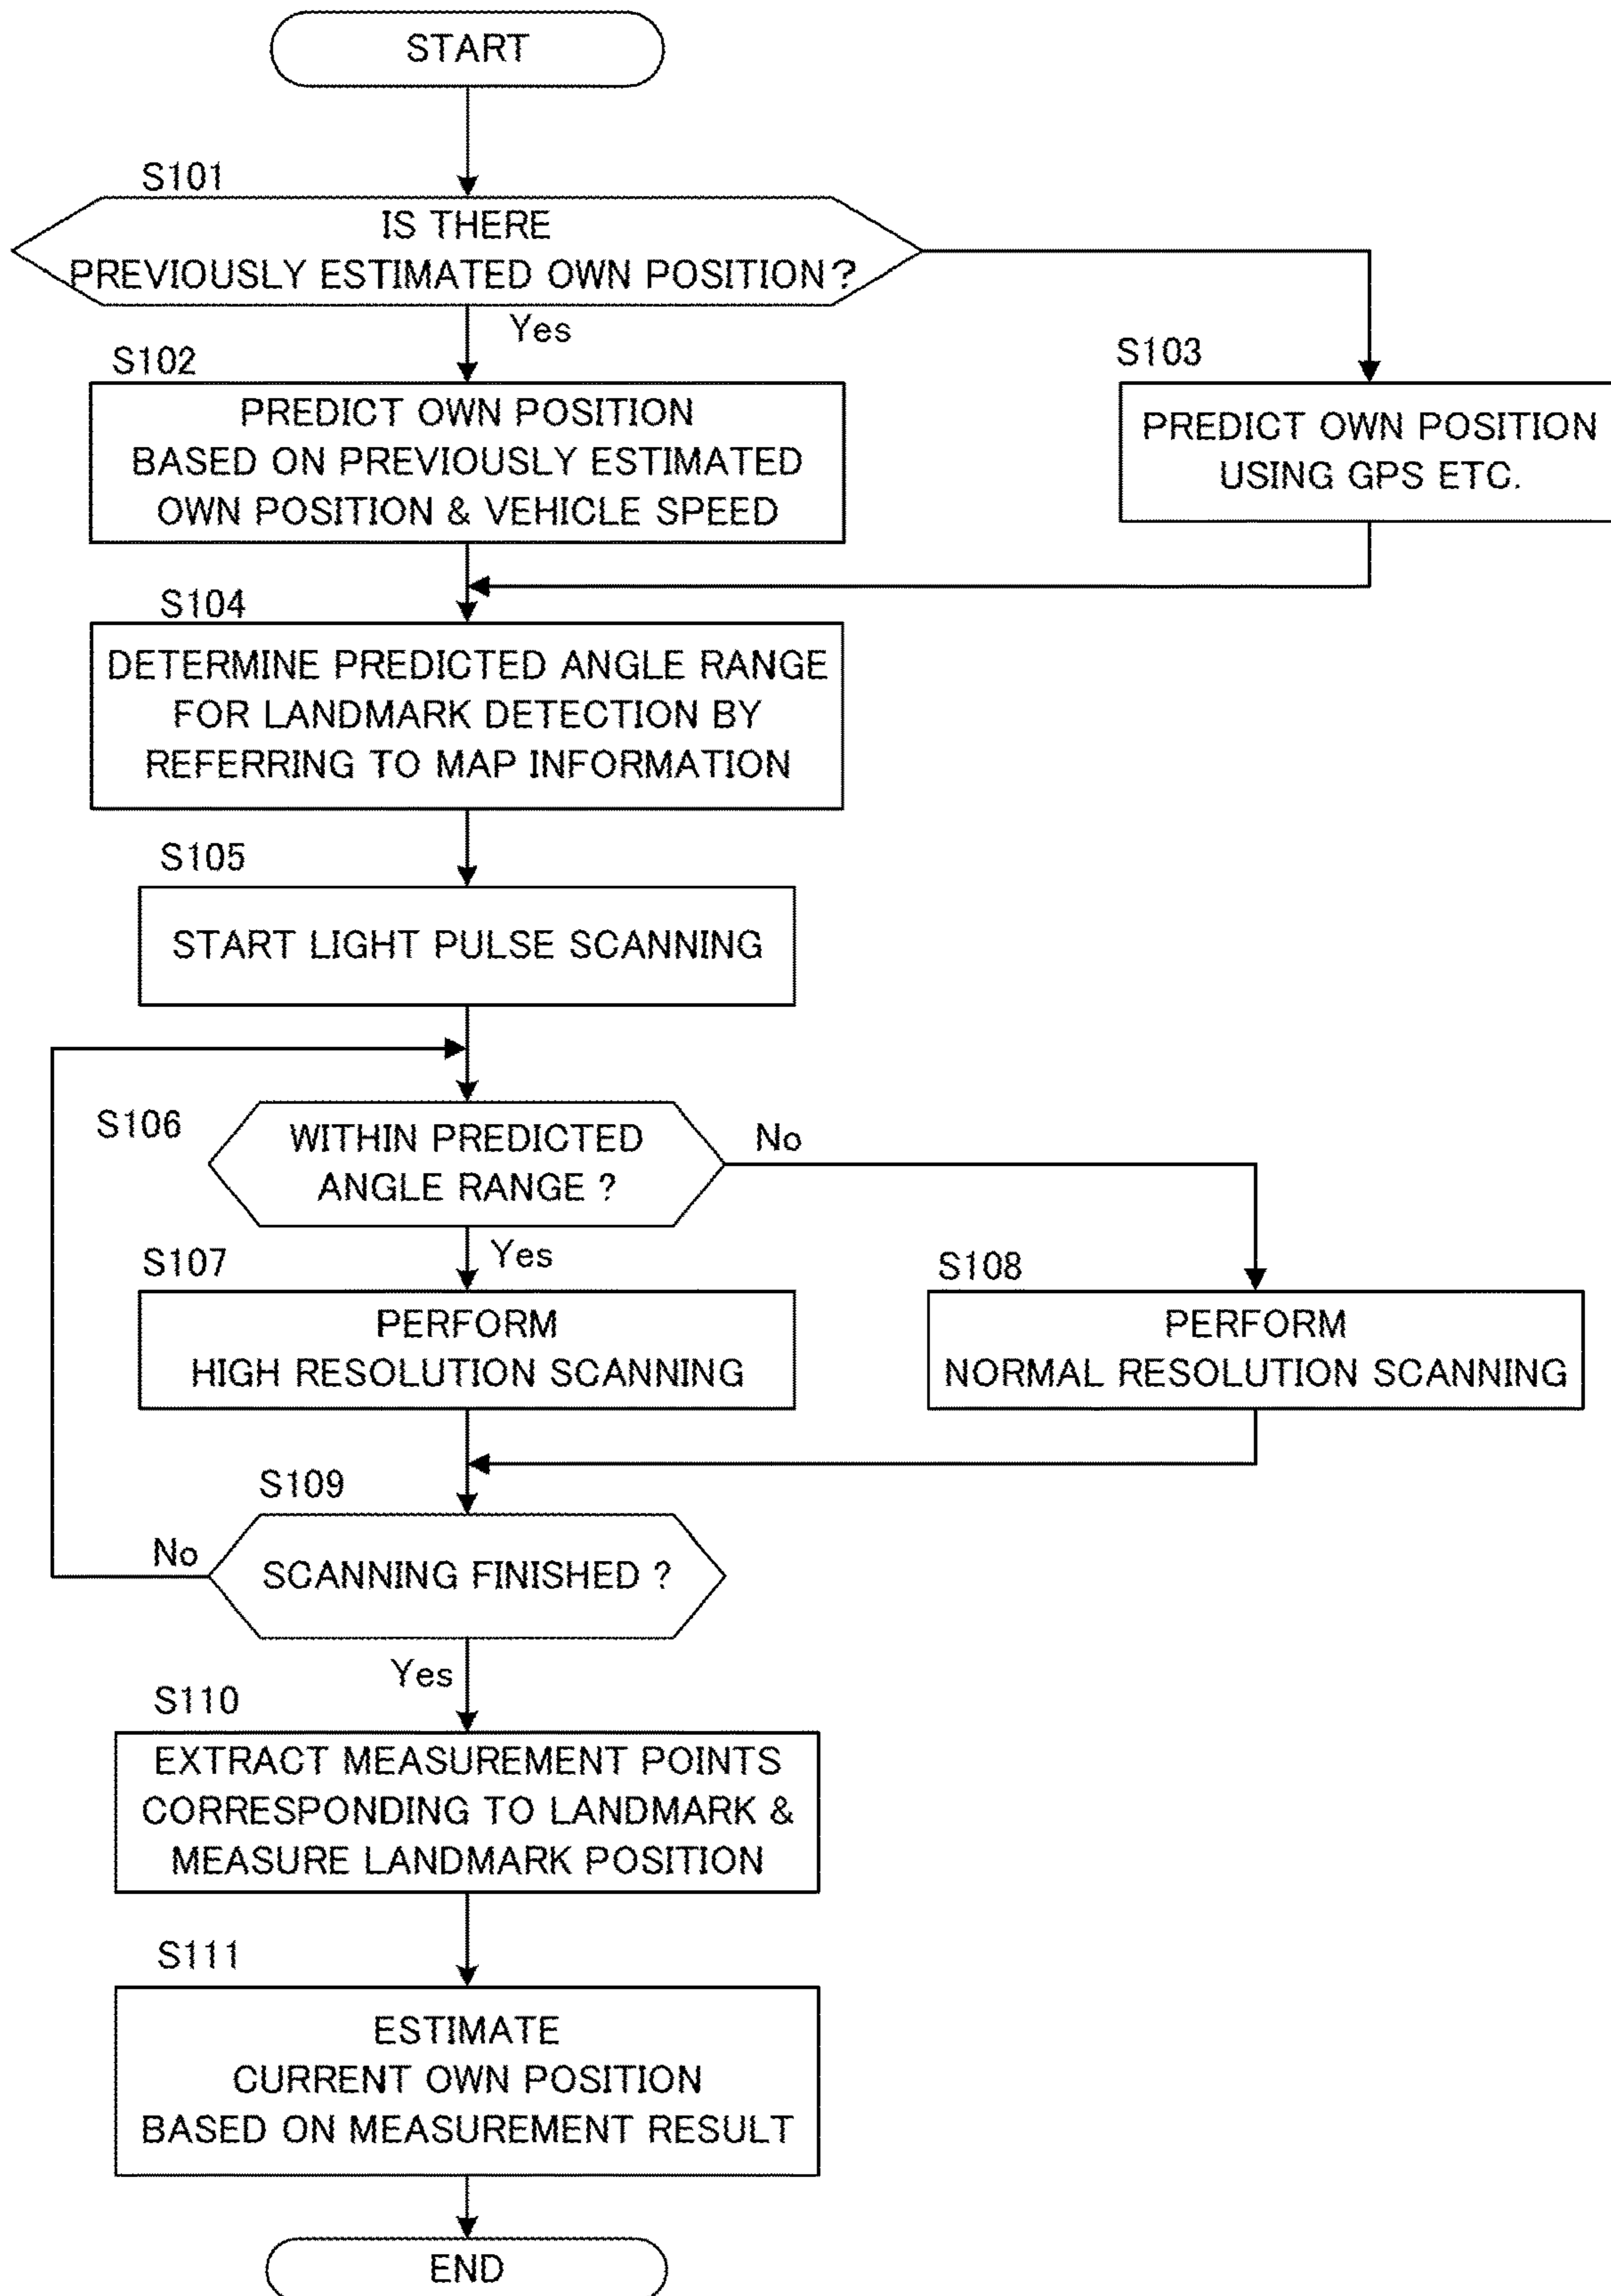 START
S101
IS THERE
PREVIOUSLY ESTIMATED OWN POSITION?
Yes
S102
PREDICT OWN POSITION
BASED ON PREVIOUSLY ESTIMATED
OWN POSITION & VEHICLE SPEED
S103
PREDICT OWN POSITION
USING GPS ETC.
S104
DETERMINE PREDICTED ANGLE RANGE
FOR LANDMARK DETECTION BY
REFERRING TO MAP INFORMATION
S105
START LIGHT PULSE SCANNING
S106
WITHIN PREDICTED
ANGLE RANGE ?
No
Yes
S107
PERFORM
HIGH RESOLUTION SCANNING
S108
PERFORM
NORMAL RESOLUTION SCANNING
S109
SCANNING FINISHED ?
No
Yes
S110
EXTRACT MEASUREMENT POINTS
CORRESPONDING TO LANDMARK &
MEASURE LANDMARK POSITION
S111
ESTIMATE
CURRENT OWN POSITION
BASED ON MEASUREMENT RESULT
END